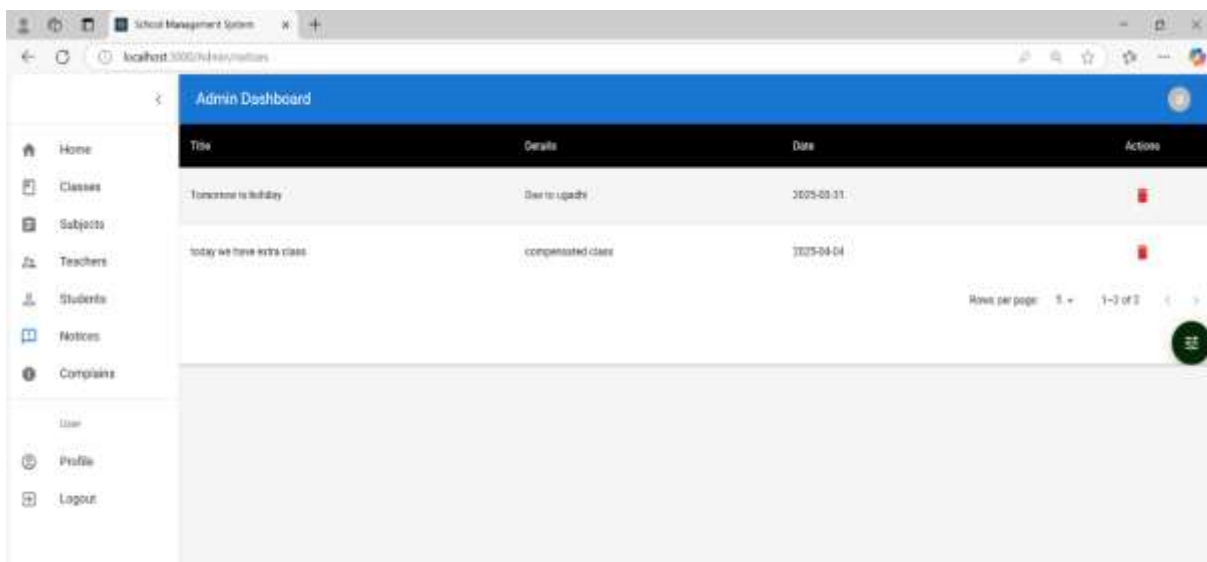 School Management System
localhost:3000/Admin/notices
Admin Dashboard
Home
Classes
Subjects
Teachers
Students
Notices
Complains
User
Profile
Logout
Title Details Date Actions
Tomorrow is holiday Due to ugadhi 2025-03-31
today we have extra class compensated class 2025-04-04
Rows per page: 5 1–2 of 2